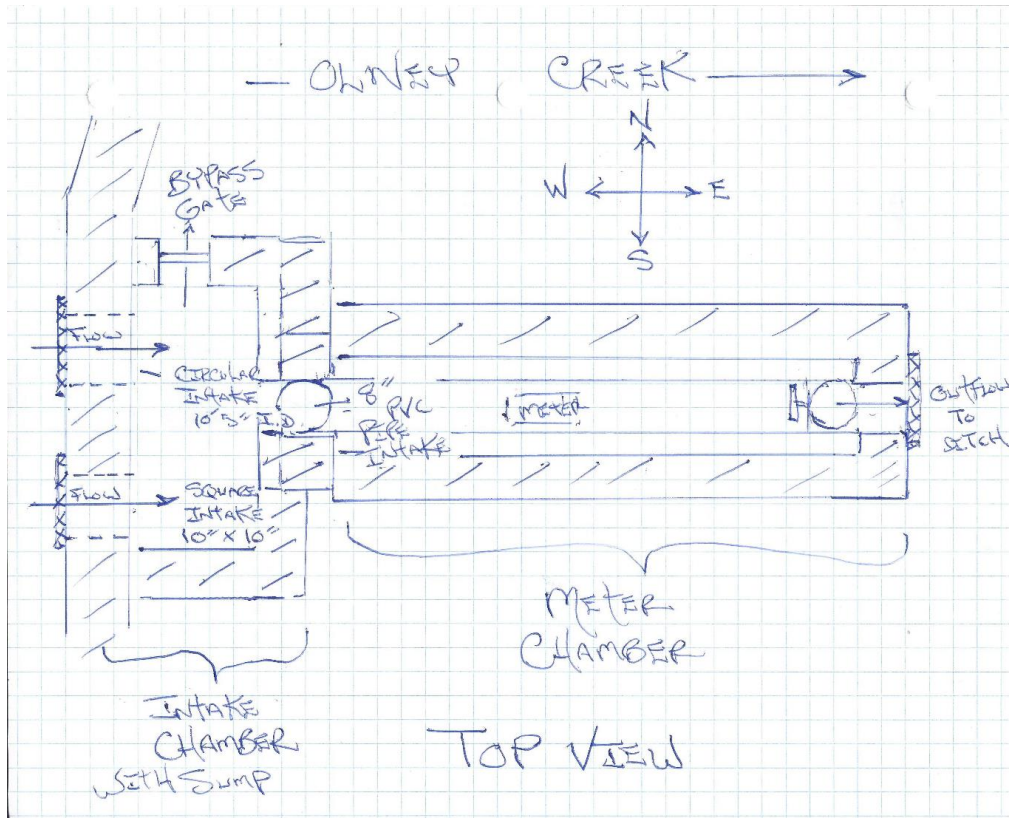 — OLNEY CREEK
N
W E
S
BYPASS
GATE
FLOW
CIRCULAR
INTAKE
10"
I.D.
8"
PVC
PIPE
INTAKE
METER
OUTFLOW
TO
DITCH
FLOW
SQUARE
INTAKE
10" X 10"
METER
CHAMBER
INTAKE
CHAMBER
WITH SUMP
TOP VIEW